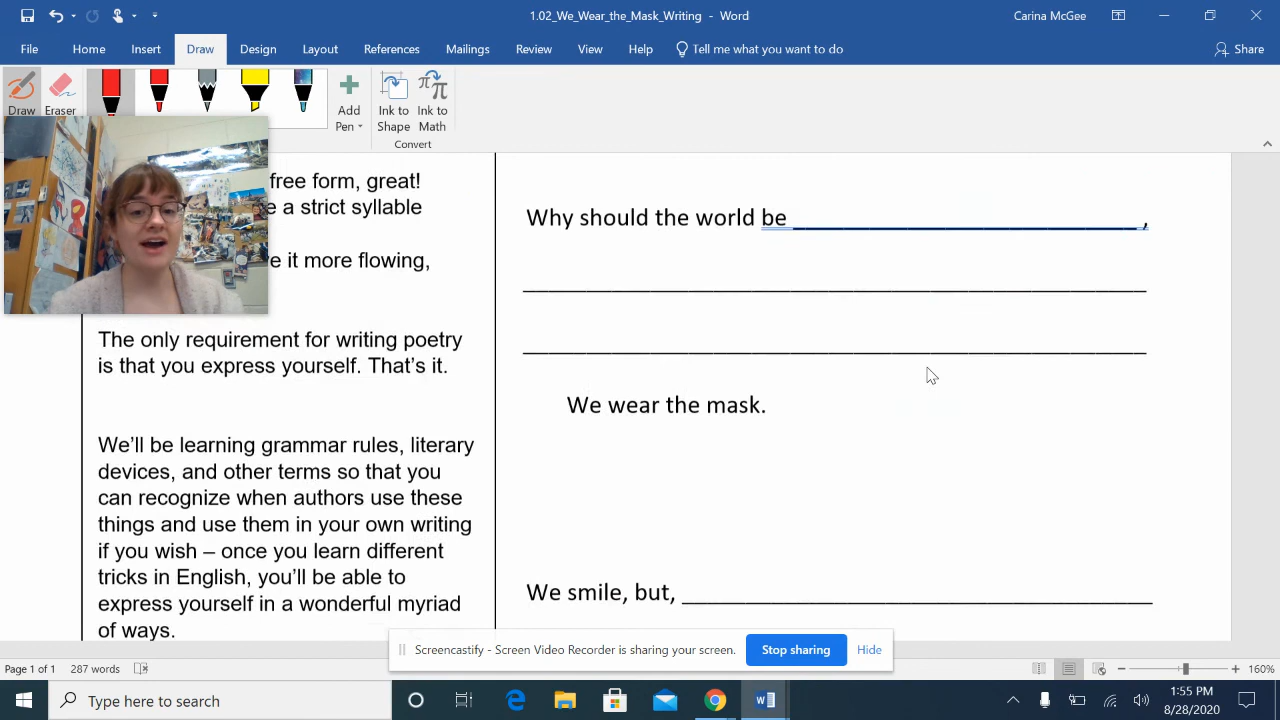 1.02_We_Wear_the_Mask_Writing - Word
Carina McGee
File Home Insert Draw Design Layout References Mailings Review View Help Tell me what you want to do Share
Draw Eraser Add Pen Ink to Shape Ink to Math
Convert
free form, great!
e a strict syllable
e it more flowing,
The only requirement for writing poetry
is that you express yourself. That's it.
We'll be learning grammar rules, literary
devices, and other terms so that you
can recognize when authors use these
things and use them in your own writing
if you wish – once you learn different
tricks in English, you'll be able to
express yourself in a wonderful myriad
of ways.
Why should the world be ___________________________,
_________________________________________________
_________________________________________________
We wear the mask.
We smile, but, _____________________________________
Screencastify - Screen Video Recorder is sharing your screen. Stop sharing Hide
Page 1 of 1 287 words 160%
Type here to search
1:55 PM
8/28/2020